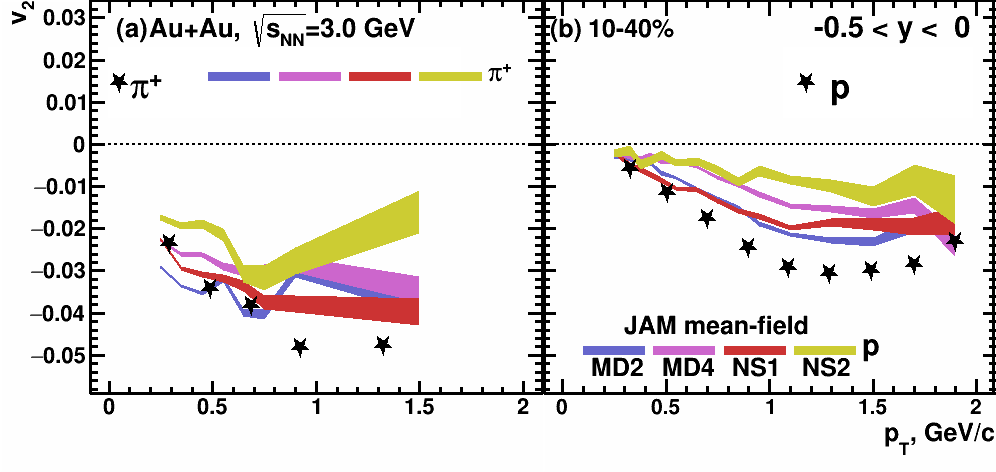 v2
(a) Au+Au, √sNN=3.0 GeV
π+
π+
0.03
0.02
0.01
0
−0.01
−0.02
−0.03
−0.04
−0.05
0 0.5 1 1.5 2
(b) 10-40% -0.5 < y < 0
p
JAM mean-field
p
MD2 MD4 NS1 NS2
0 0.5 1 1.5 2
pT, GeV/c